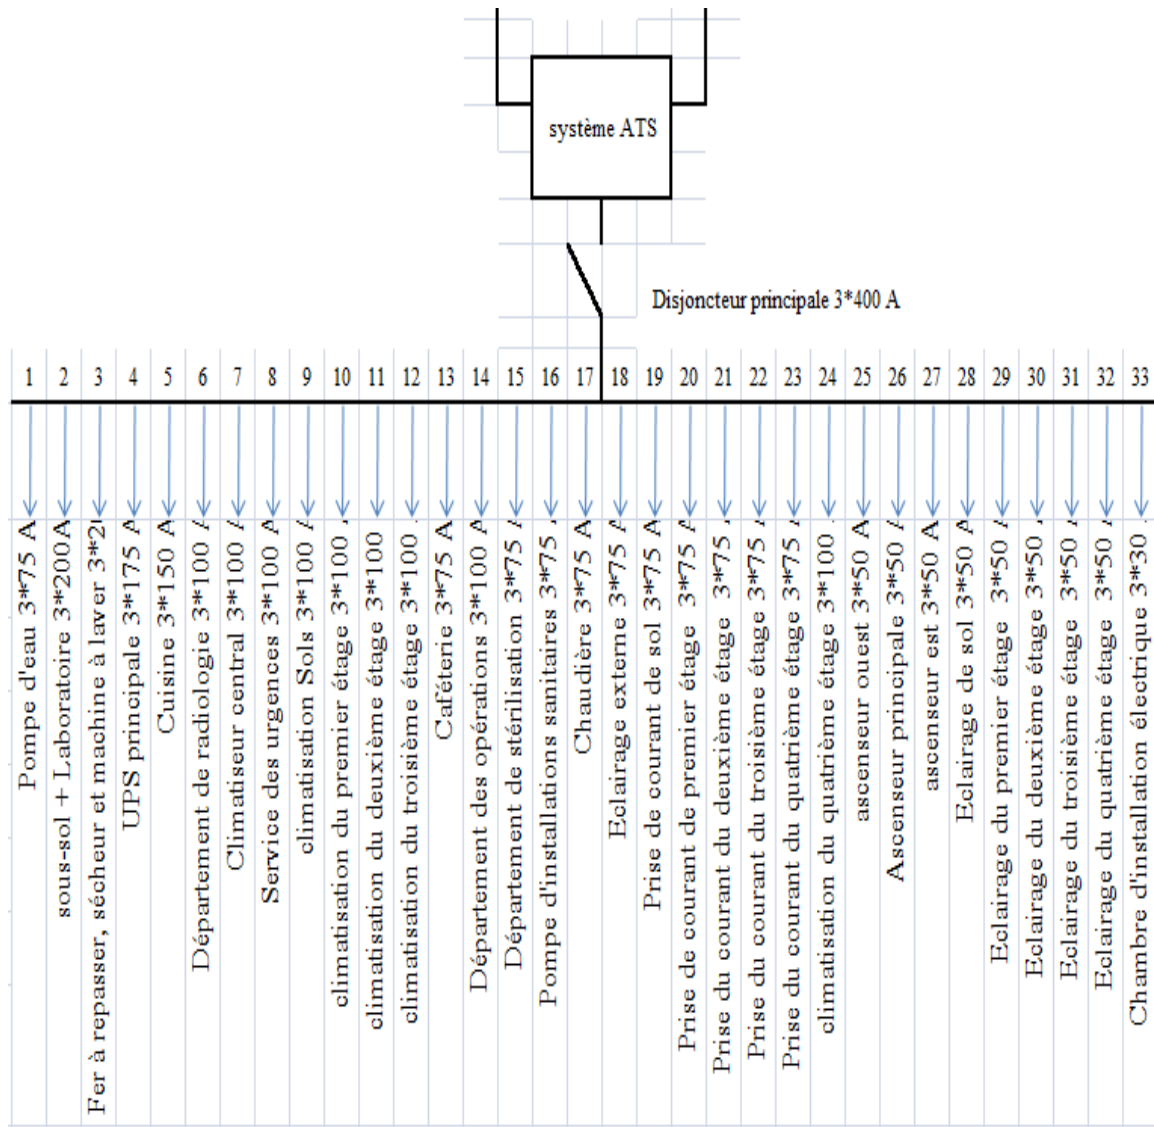 système ATS
Disjoncteur principale 3*400 A
1 2 3 4 5 6 7 8 9 10 11 12 13 14 15 16 17 18 19 20 21 22 23 24 25 26 27 28 29 30 31 32 33
Pompe d'eau 3*75 A
sous-sol + Laboratoire 3*200A
Fer à repasser, sécheur et machine à laver
UPS principale 3*175 A
Cuisine 3*150 A
Département de radiologie 3*100 A
Climatiseur central 3*100 A
Service des urgences 3*100 A
climatisation Sols 3*100 A
climatisation du premier étage 3*100
climatisation du deuxième étage 3*100
climatisation du troisième étage 3*100
Caféterie 3*75 A
Département des opérations 3*100 A
Département de stérilisation 3*75 A
Pompe d'installations sanitaires 3*75
Chaudière 3*75 A
Eclairage externe 3*75 A
Prise de courant de sol 3*75 A
Prise de courant de premier étage 3*75 A
Prise du courant du deuxième étage 3*75
Prise du courant du troisième étage 3*75 A
Prise du courant du quatrième étage 3*75 A
climatisation du quatrième étage 3*100
ascenseur ouest 3*50 A
Ascenseur principale 3*50 A
ascenseur est 3*50 A
Eclairage de sol 3*50 A
Eclairage du premier étage 3*50 A
Eclairage du deuxième étage 3*50
Eclairage du troisième étage 3*50
Eclairage du quatrième étage 3*50 A
Chambre d'installation électrique 3*30